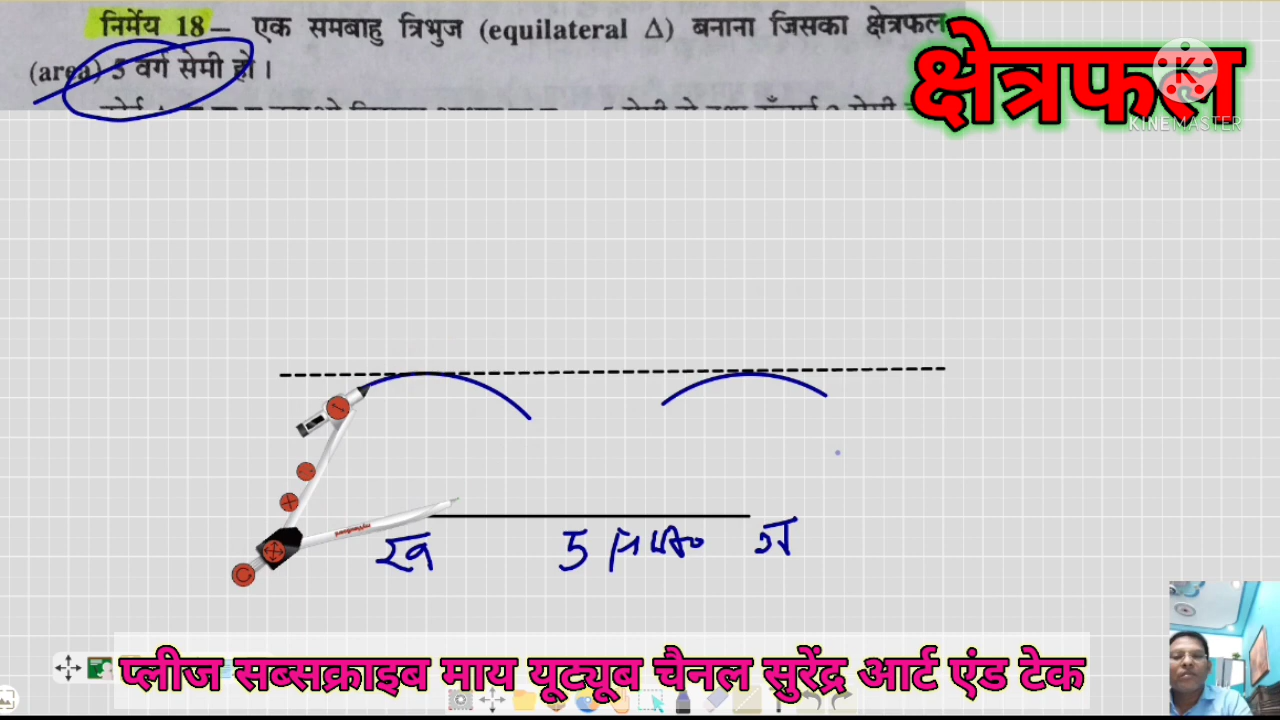 निर्मेय 18— एक समबाहु त्रिभुज (equilateral Δ) बनाना जिसका क्षेत्रफल
(area) 5 वर्ग सेमी हो।
क्षेत्रफल
KINEMASTER
ख 5 ग
प्लीज सब्सक्राइब माय यूट्यूब चैनल सुरेंद्र आर्ट एंड टेक